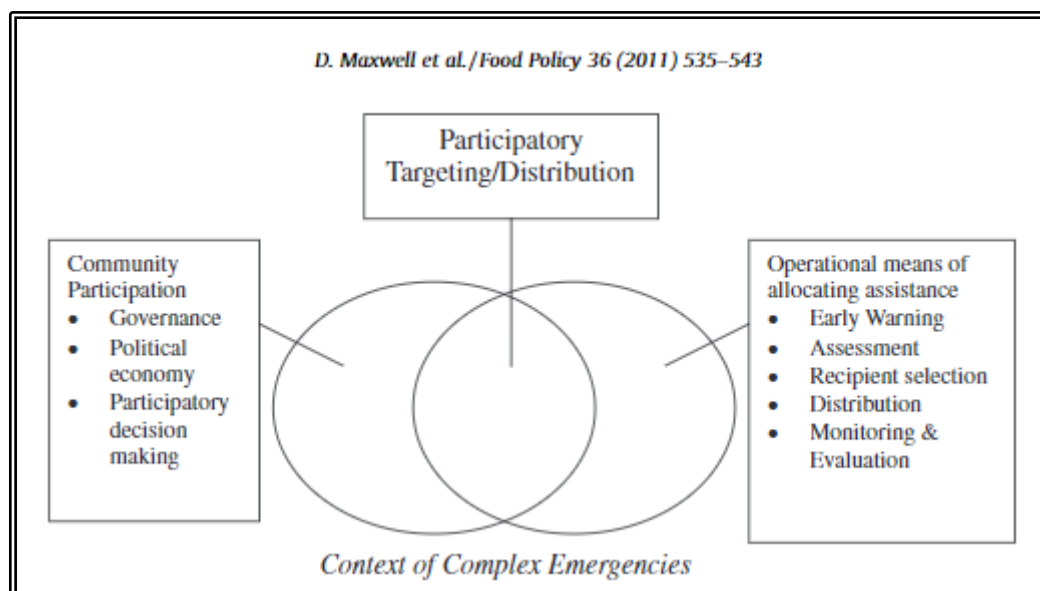 D. Maxwell et al./Food Policy 36 (2011) 535–543
Participatory
Targeting/Distribution
Community
Participation
• Governance
• Political
economy
• Participatory
decision
making
Operational means of
allocating assistance
• Early Warning
• Assessment
• Recipient selection
• Distribution
• Monitoring &
Evaluation
Context of Complex Emergencies